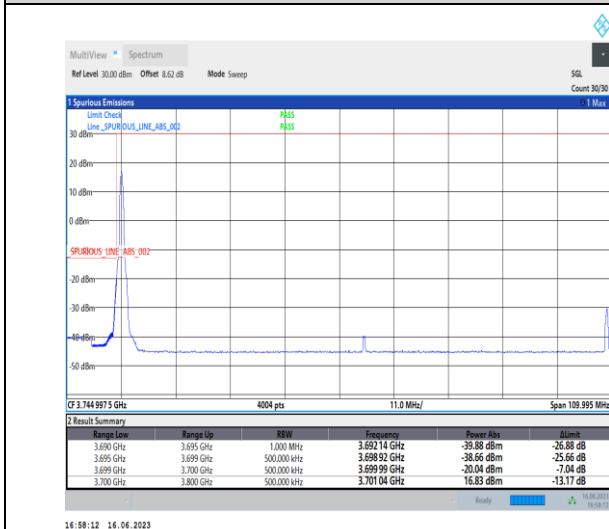 MultiView Spectrum
Ref Level 30.00 dBm Offset 8.62 dB Mode Sweep SGL
Count 30/30
1 Spurious Emissions 1 Max
Limit Check PASS
Line _SPURIOUS_LINE_ABS_002 PASS
30 dBm
20 dBm
10 dBm
0 dBm
_SPURIOUS_LINE_ABS_002
-20 dBm
-30 dBm
-40 dBm
-50 dBm
CF 3.744 997 5 GHz 4004 pts 11.0 MHz/ Span 109.995 MHz
2 Result Summary
Range Low Range Up RBW Frequency Power Abs ΔLimit
3.690 GHz 3.695 GHz 1.000 MHz 3.692 14 GHz -39.88 dBm -26.88 dB
3.695 GHz 3.699 GHz 500.000 kHz 3.698 92 GHz -38.66 dBm -25.66 dB
3.699 GHz 3.700 GHz 500.000 kHz 3.699 99 GHz -20.04 dBm -7.04 dB
3.700 GHz 3.800 GHz 500.000 kHz 3.701 04 GHz 16.83 dBm -13.17 dB
Ready 16.06.2023
16:58:12
16:58:12 16.06.2023